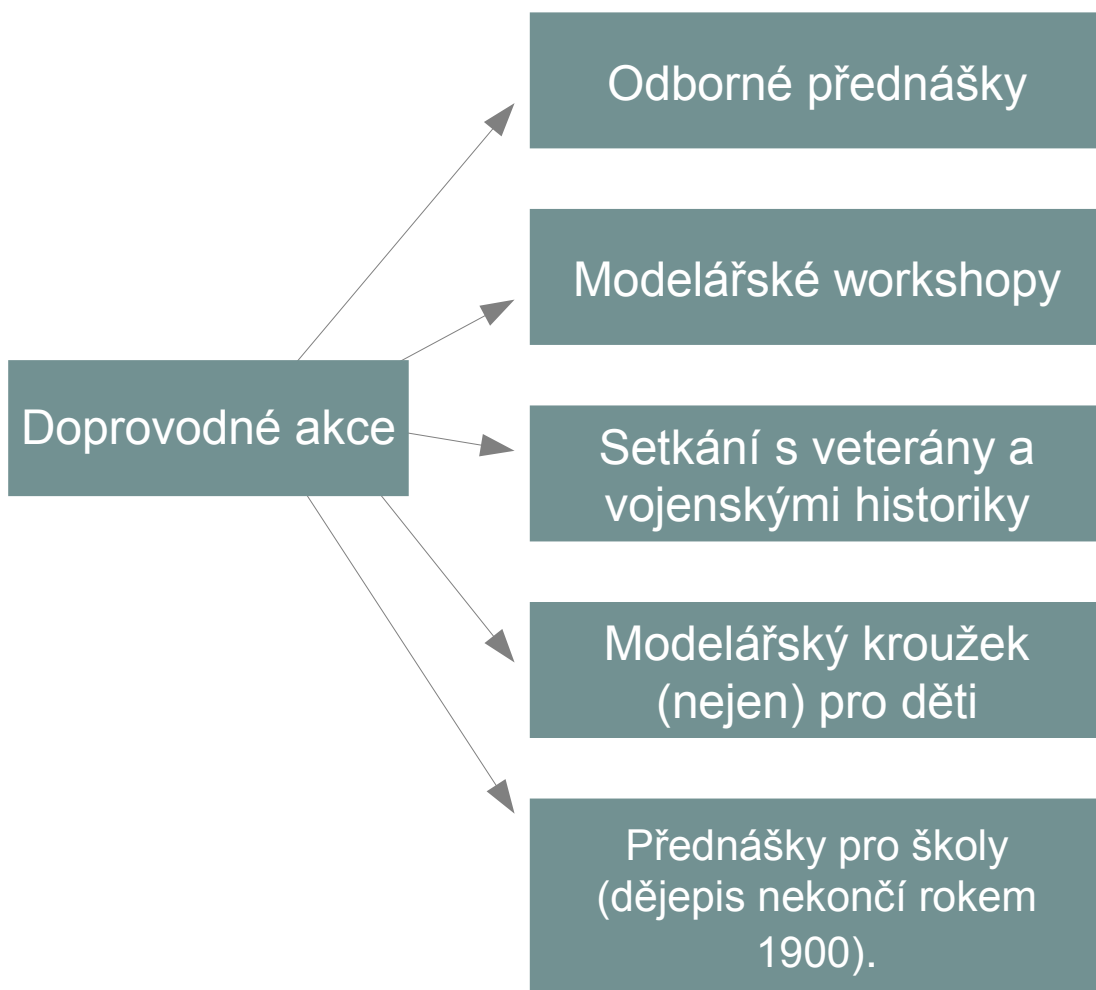 Odborné přednášky
Modelářské workshopy
Doprovodné akce
Setkání s veterány a
vojenskými historiky
Modelářský kroužek
(nejen) pro děti
Přednášky pro školy
(dějepis nekončí rokem
1900).